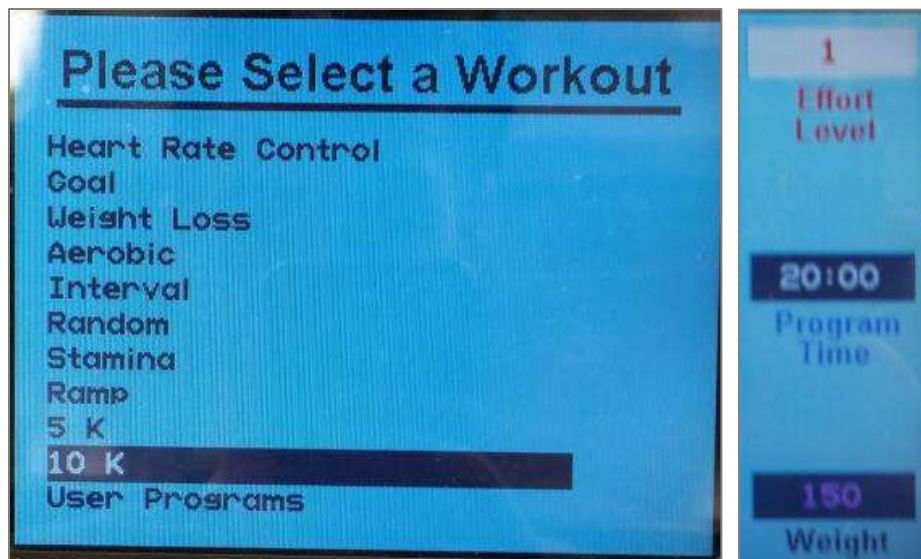 Please Select a Workout
Heart Rate Control
Goal
Weight Loss
Aerobic
Interval
Random
Stamina
Ramp
5 K
10 K
User Programs
1
Effort
Level
20:00
Program
Time
150
Weight